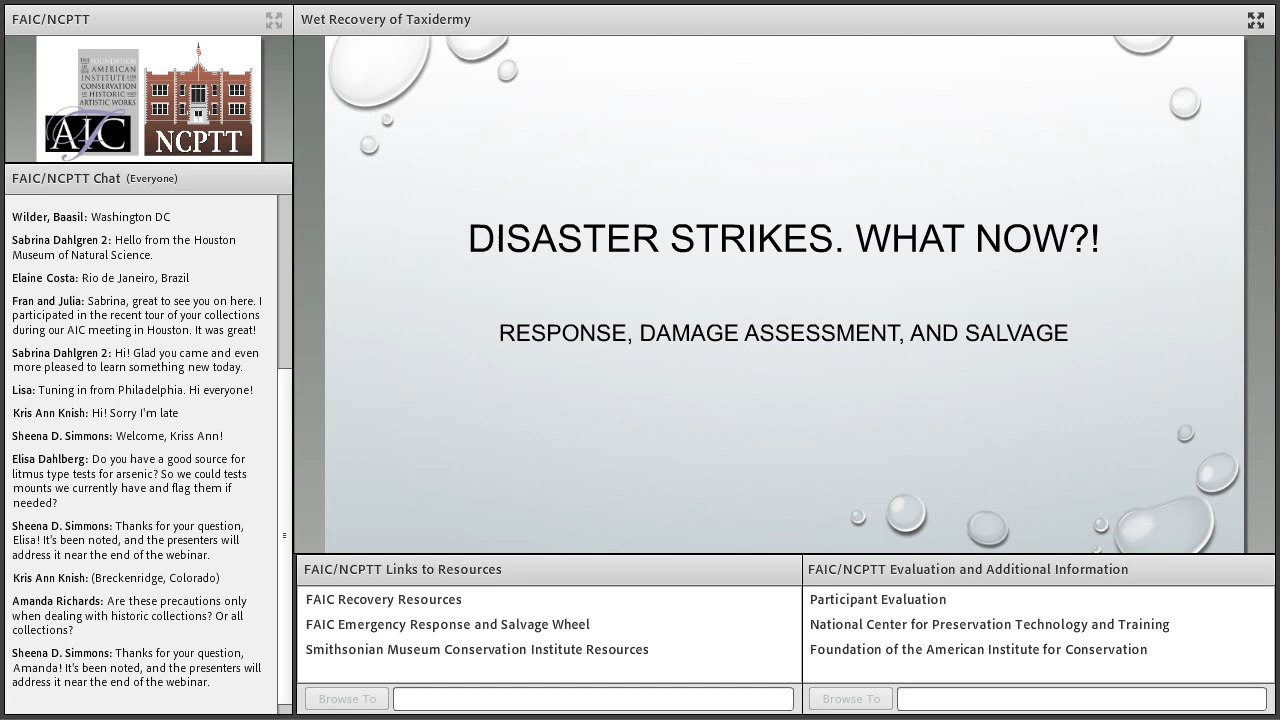 FAIC/NCPTT
THE FOUNDATION
OF THE AMERICAN
INSTITUTE FOR
CONSERVATION
OF HISTORIC AND
ARTISTIC WORKS
AIC
NCPTT
FAIC/NCPTT Chat (Everyone)
Wilder, Baasil: Washington DC
Sabrina Dahlgren 2: Hello from the Houston
Museum of Natural Science.
Elaine Costa: Rio de Janeiro, Brazil
Fran and Julia: Sabrina, great to see you on here. I
participated in the recent tour of your collections
during our AIC meeting in Houston. It was great!
Sabrina Dahlgren 2: Hi! Glad you came and even
more pleased to learn something new today.
Lisa: Tuning in from Philadelphia. Hi everyone!
Kris Ann Knish: Hi! Sorry I'm late
Sheena D. Simmons: Welcome, Kriss Ann!
Elisa Dahlberg: Do you have a good source for
litmus type tests for arsenic? So we could tests
mounts we currently have and flag them if
needed?
Sheena D. Simmons: Thanks for your question,
Elisa! It's been noted, and the presenters will
address it near the end of the webinar.
Kris Ann Knish: (Breckenridge, Colorado)
Amanda Richards: Are these precautions only
when dealing with historic collections? Or all
collections?
Sheena D. Simmons: Thanks for your question,
Amanda! It's been noted, and the presenters will
address it near the end of the webinar.
Wet Recovery of Taxidermy
DISASTER STRIKES. WHAT NOW?!
RESPONSE, DAMAGE ASSESSMENT, AND SALVAGE
FAIC/NCPTT Links to Resources
FAIC Recovery Resources
FAIC Emergency Response and Salvage Wheel
Smithsonian Museum Conservation Institute Resources
Browse To
FAIC/NCPTT Evaluation and Additional Information
Participant Evaluation
National Center for Preservation Technology and Training
Foundation of the American Institute for Conservation
Browse To